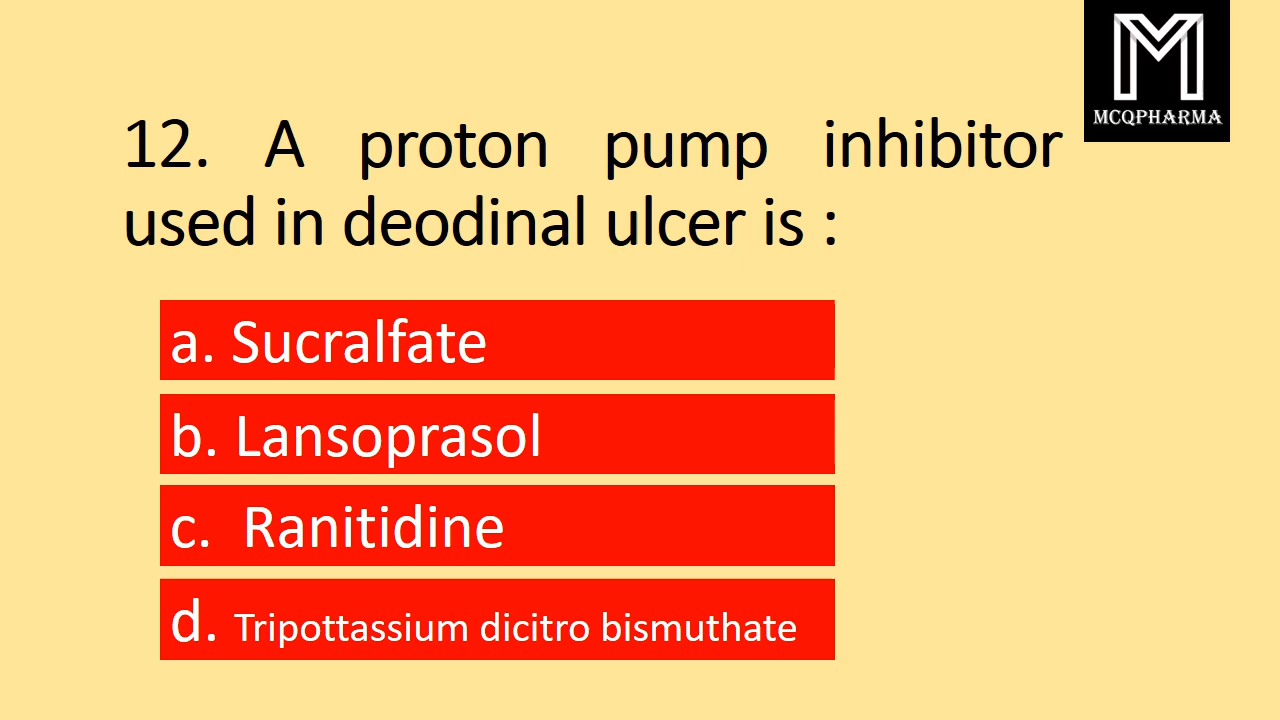 M
MCQPHARMA
12. A proton pump inhibitor
used in deodinal ulcer is :
a. Sucralfate
b. Lansoprasol
c. Ranitidine
d. Tripottassium dicitro bismuthate